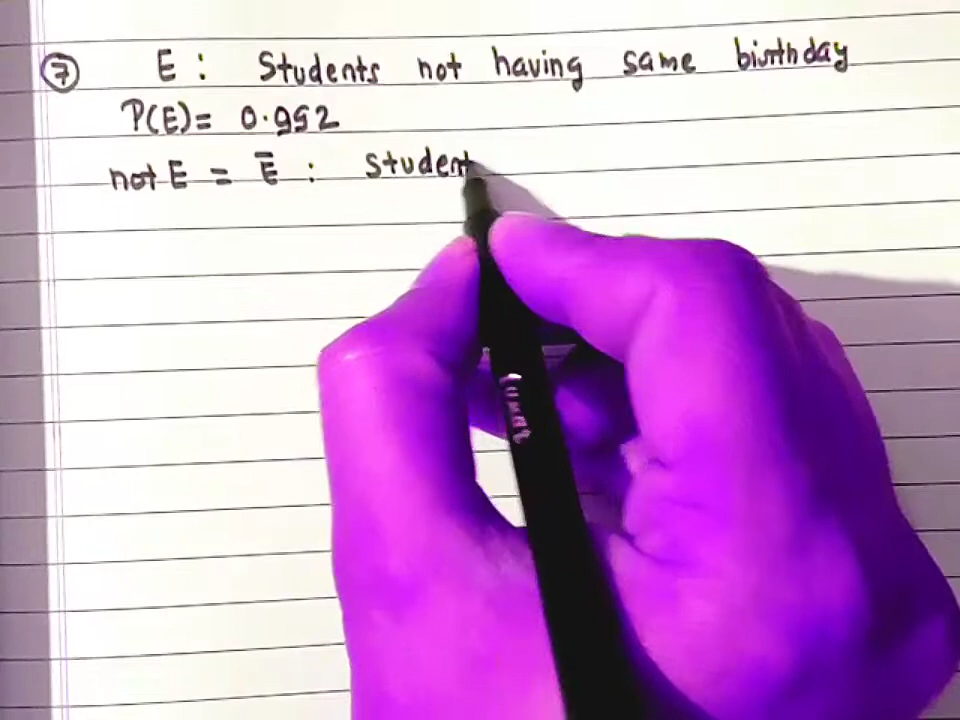 7 E : Students not having same birthday
P(E) = 0.992
not E = E̅ : student